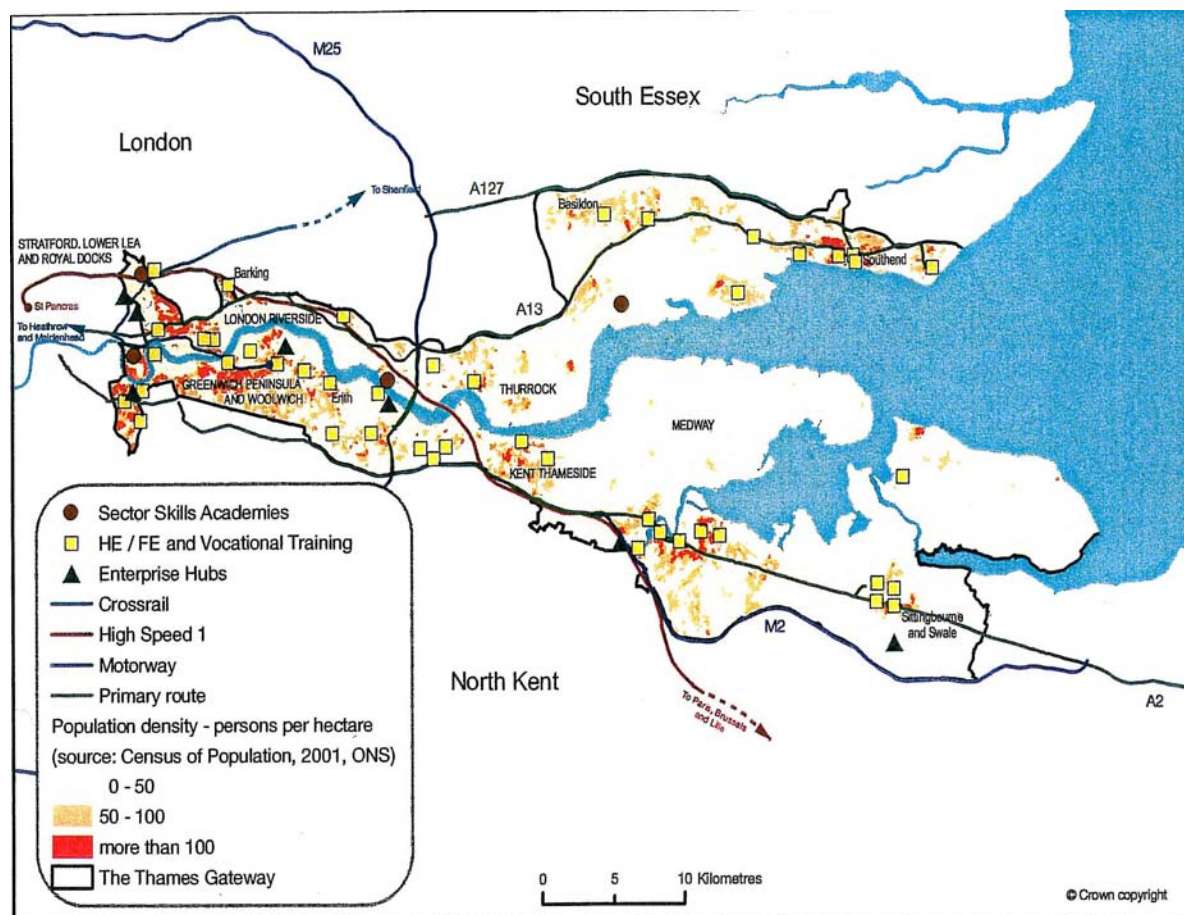 M25
South Essex
London
To Shenfield
A127
Basildon
STRATFORD, LOWER LEA
AND ROYAL DOCKS
Barking
Southend
St Pancras
A13
To Heathrow
and Maidenhead
LONDON RIVERSIDE
THURROCK
GREENWICH PENINSULA
AND WOOLWICH
Erith
MEDWAY
KENT THAMESIDE
Sector Skills Academies
HE / FE and Vocational Training
Enterprise Hubs
Crossrail
High Speed 1
Motorway
Primary route
Population density - persons per hectare
(source: Census of Population, 2001, ONS)
0 - 50
50 - 100
more than 100
The Thames Gateway
Sittingbourne
and Swale
M2
North Kent
To Paris, Brussels
and Lille
A2
0 5 10 Kilometres
© Crown copyright